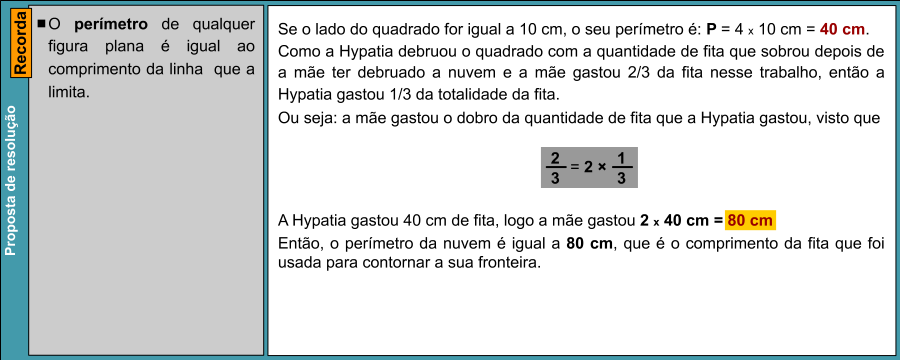 Recorda
Proposta de resolução
■O perímetro de qualquer
figura plana é igual ao
comprimento da linha que a
limita.
Se o lado do quadrado for igual a 10 cm, o seu perímetro é: P = 4 x 10 cm = 40 cm.
Como a Hypatia debruou o quadrado com a quantidade de fita que sobrou depois de
a mãe ter debruado a nuvem e a mãe gastou 2/3 da fita nesse trabalho, então a
Hypatia gastou 1/3 da totalidade da fita.
Ou seja: a mãe gastou o dobro da quantidade de fita que a Hypatia gastou, visto que
2/3 = 2 × 1/3
A Hypatia gastou 40 cm de fita, logo a mãe gastou 2 x 40 cm = 80 cm
Então, o perímetro da nuvem é igual a 80 cm, que é o comprimento da fita que foi
usada para contornar a sua fronteira.